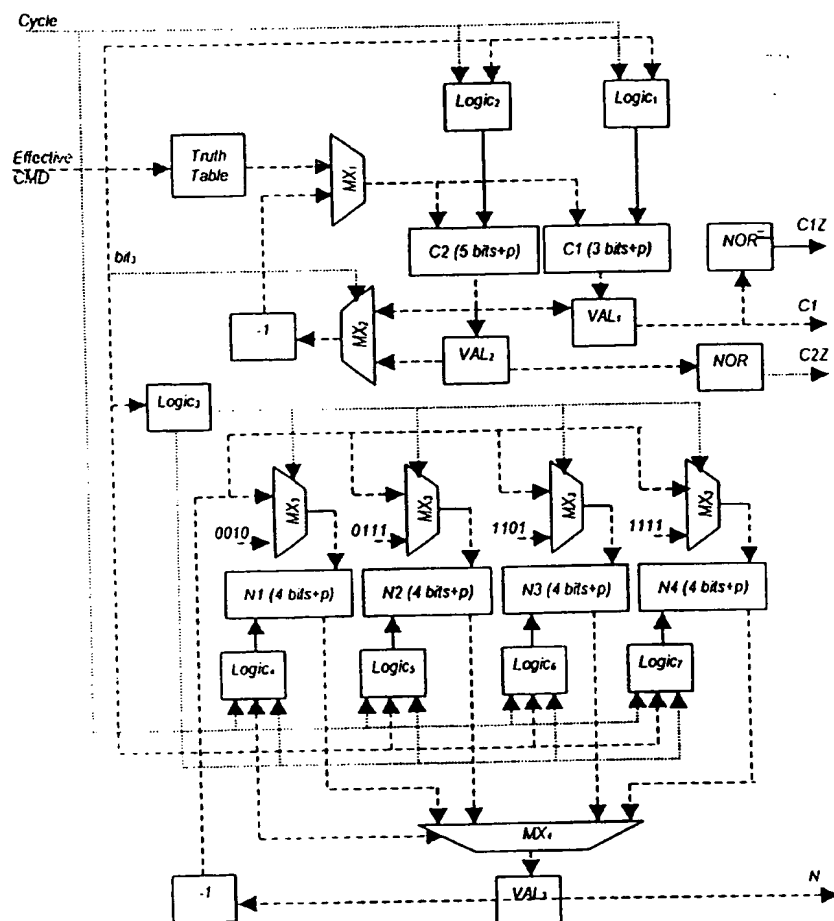 Cycle
Logic₂
Logic₁
Effective
CMD
Truth
Table
MX₁
C2 (5 bits+p)
C1 (3 bits+p)
NOR
C1Z
bit₃
-1
MX₂
VAL₁
C1
VAL₂
NOR
C2Z
Logic₃
MX₃
MX₃
MX₃
MX₃
0010
0111
1101
1111
N1 (4 bits+p)
N2 (4 bits+p)
N3 (4 bits+p)
N4 (4 bits+p)
Logic₄
Logic₅
Logic₆
Logic₇
MX₄
-1
VAL₃
N